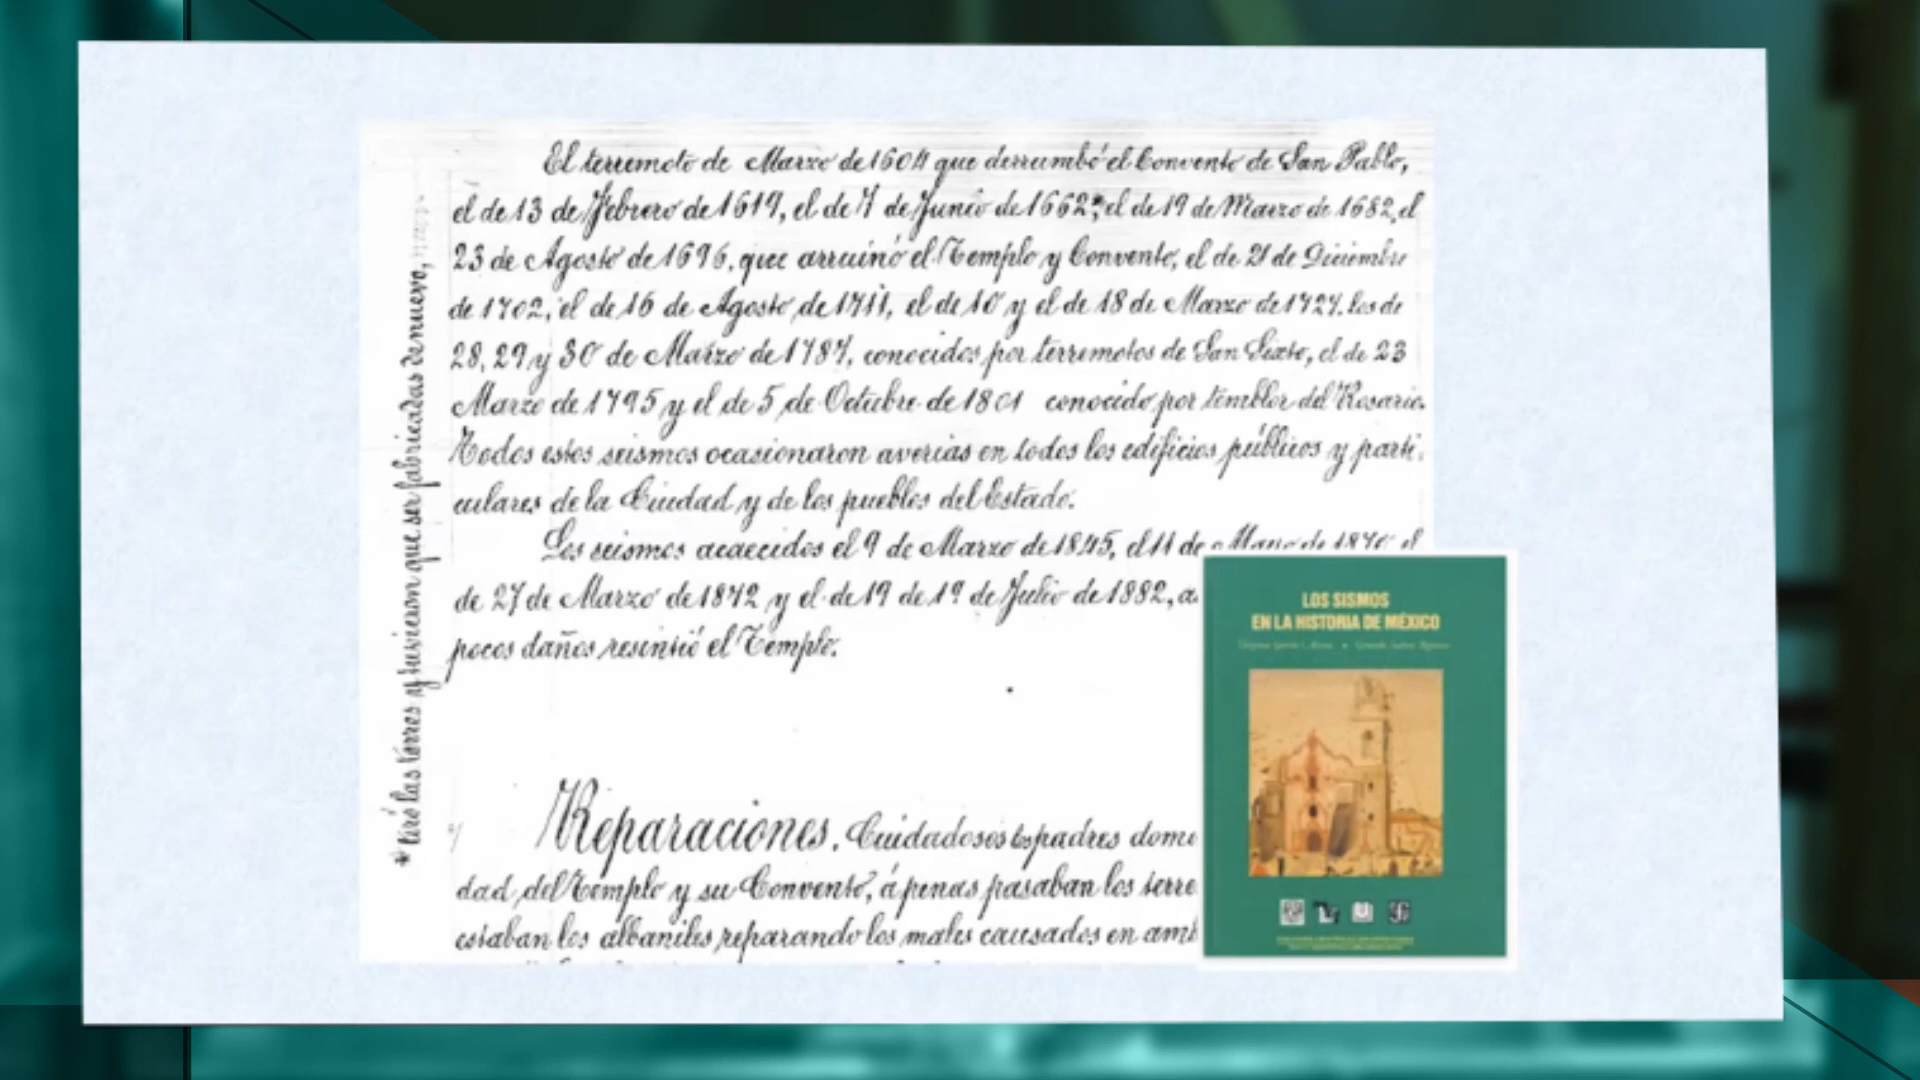 El terremoto de Marzo de 1604 que derrumbó el Convento de San Pablo,
el de 13 de Febrero de 1619, el de 7 de Junio de 1662* el de 19 de Marzo de 1682, el
23 de Agosto de 1696, que arruinó el Templo y Convento, el de 21 de Diciembre
de 1702, el de 16 de Agosto de 1711, el de 10 y el de 18 de Marzo de 1727, los de
28, 29 y 30 de Marzo de 1787, conocidos por terremotos de San Sixto, el de 23
Marzo de 1795 y el de 5 de Octubre de 1801 conocido por temblor del Rosario.
Todos estos seismos ocasionaron averias en todos los edificios públicos y parti-
culares de la Ciudad y de los pueblos del Estado.
Los seismos acaecidos el 9 de Marzo de 1845, el 11 de Mayo de 1870 el
de 27 de Marzo de 1872 y el de 19 de 19 de Julio de 1882, a
pocos daños resintió el Templo.
* tiró las torres y tuvieron que ser fabricadas de nuevo,
Reparaciones. Cuidadosos los padres domi
dad del Templo y su Convento, á penas pasaban los terre
estaban los albañiles reparando los males causados en amb
LOS SISMOS
EN LA HISTORIA DE MÉXICO